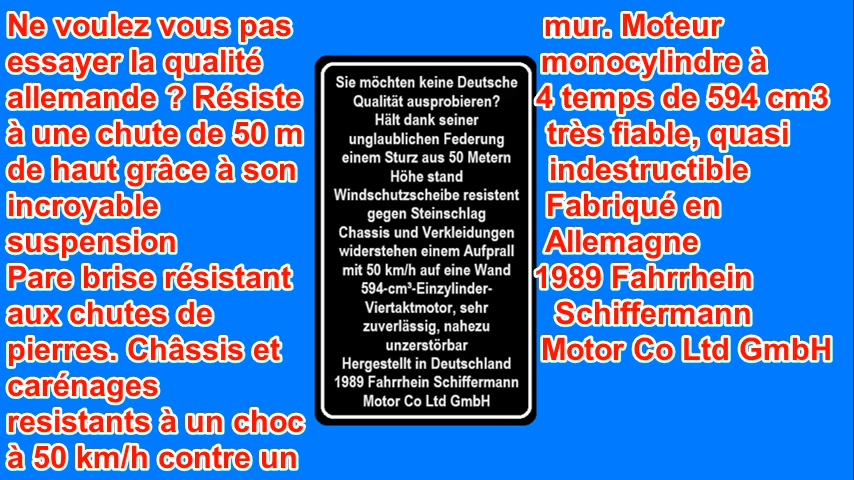 Ne voulez vous pas
essayer la qualité
allemande ? Résiste
à une chute de 50 m
de haut grâce à son
incroyable
suspension
Pare brise résistant
aux chutes de
pierres. Châssis et
carénages
resistants à un choc
à 50 km/h contre un
Sie möchten keine Deutsche
Qualität ausprobieren?
Hält dank seiner
unglaublichen Federung
einem Sturz aus 50 Metern
Höhe stand
Windschutzscheibe resistent
gegen Steinschlag
Chassis und Verkleidungen
widerstehen einem Aufprall
mit 50 km/h auf eine Wand
594-cm³-Einzylinder-
Viertaktmotor, sehr
zuverlässig, nahezu
unzerstörbar
Hergestellt in Deutschland
1989 Fahrrhein Schiffermann
Motor Co Ltd GmbH
mur. Moteur
monocylindre à
4 temps de 594 cm3
très fiable, quasi
indestructible
Fabriqué en
Allemagne
1989 Fahrrhein
Schiffermann
Motor Co Ltd GmbH